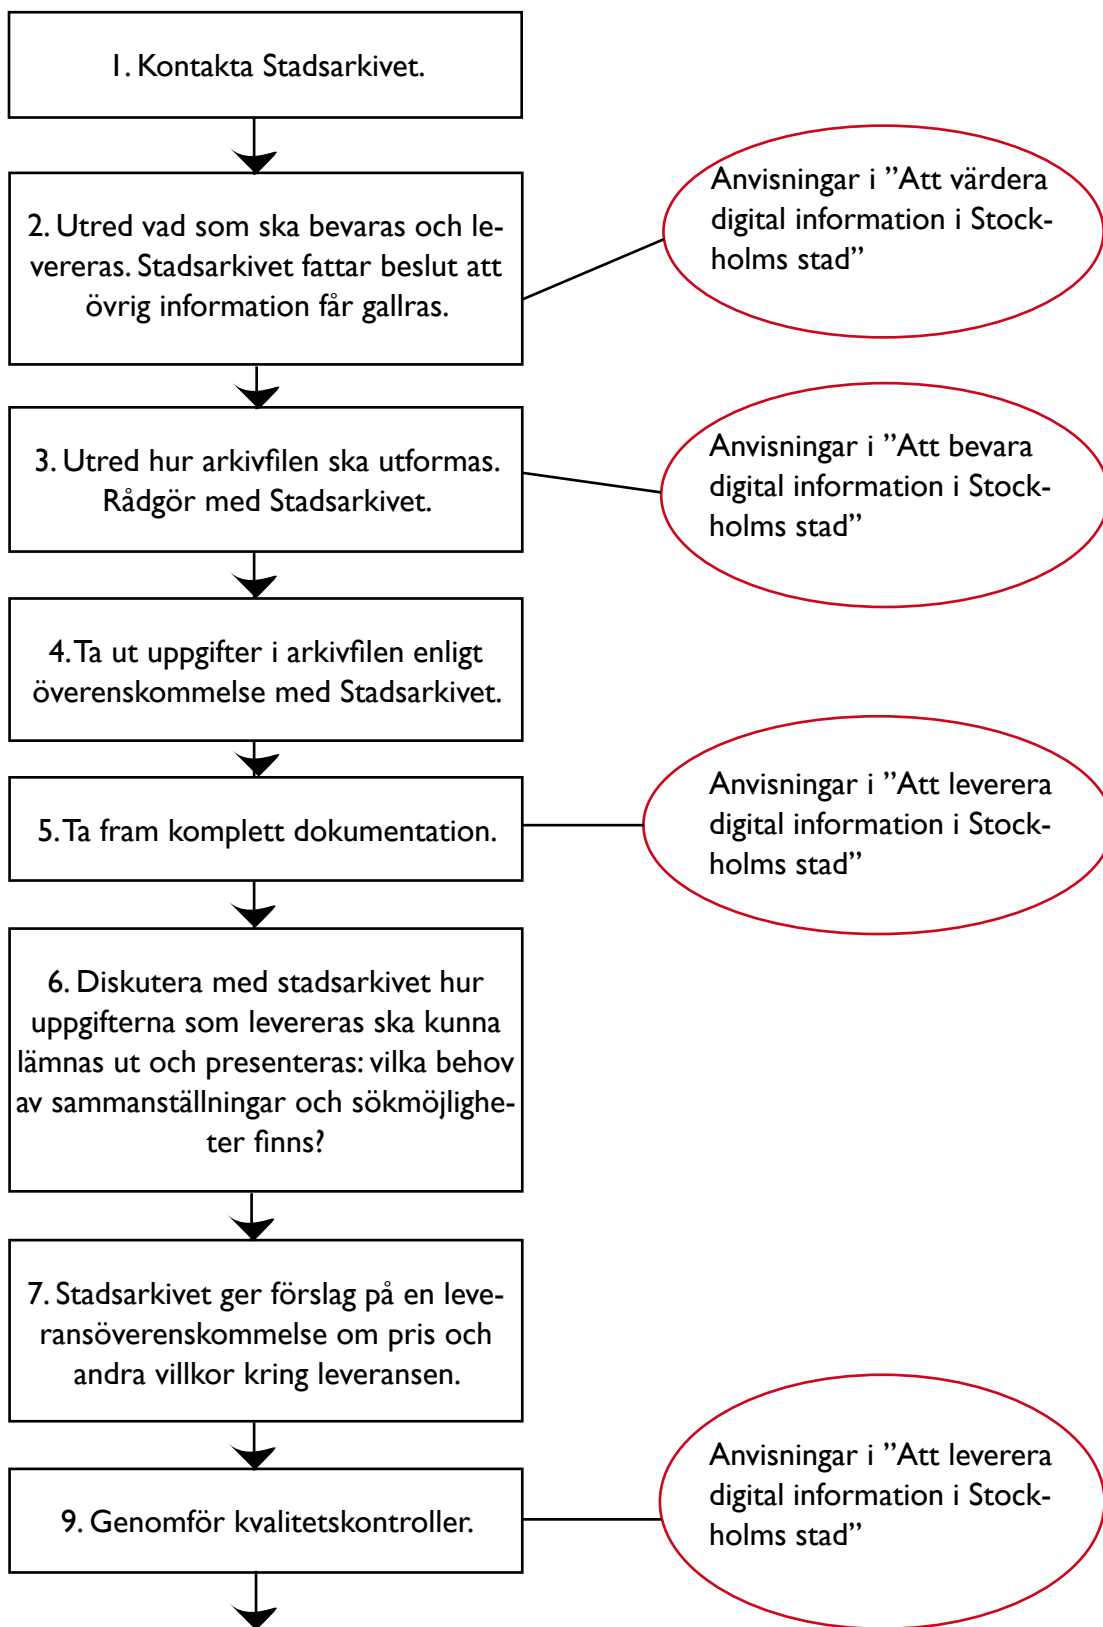 1. Kontakta Stadsarkivet.
2. Utred vad som ska bevaras och le-
vereras. Stadsarkivet fattar beslut att
övrig information får gallras.
Anvisningar i ”Att värdera
digital information i Stock-
holms stad”
3. Utred hur arkivfilen ska utformas.
Rådgör med Stadsarkivet.
Anvisningar i ”Att bevara
digital information i Stock-
holms stad”
4. Ta ut uppgifter i arkivfilen enligt
överenskommelse med Stadsarkivet.
5. Ta fram komplett dokumentation.
Anvisningar i ”Att leverera
digital information i Stock-
holms stad”
6. Diskutera med stadsarkivet hur
uppgifterna som levereras ska kunna
lämnas ut och presenteras: vilka behov
av sammanställningar och sökmöjlighe-
ter finns?
7. Stadsarkivet ger förslag på en leve-
ransöverenskommelse om pris och
andra villkor kring leveransen.
9. Genomför kvalitetskontroller.
Anvisningar i ”Att leverera
digital information i Stock-
holms stad”